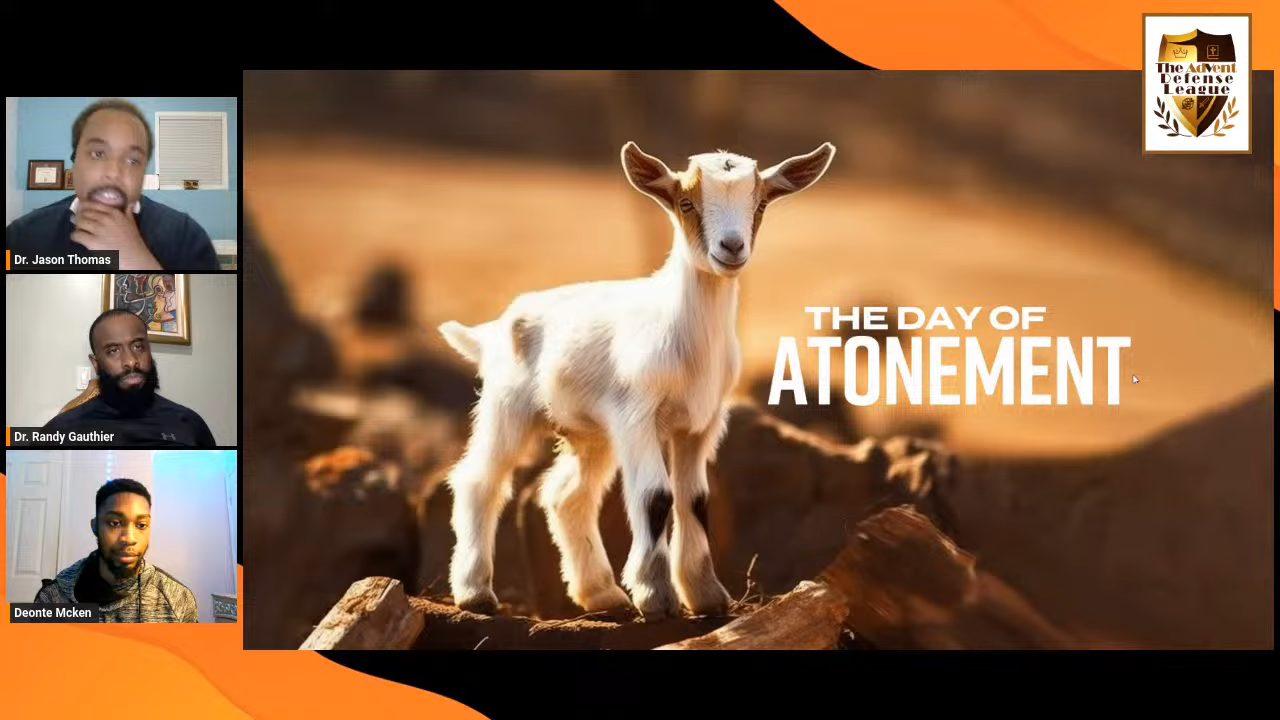 The Advent
Defense
League
THE DAY OF
ATONEMENT
Dr. Jason Thomas
Dr. Randy Gauthier
Deonte Mcken